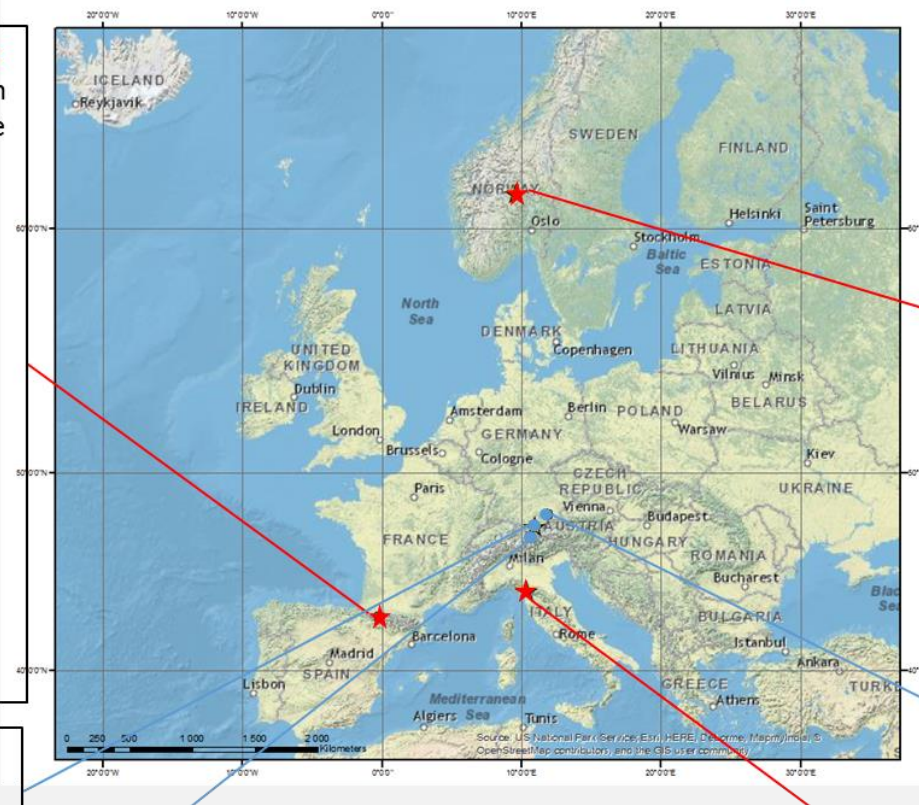 20°0'0"W 10°0'0"W 0°0'0" 10°0'0"E 20°0'0"E 30°0'0"E
n
e
ICELAND
Reykjavik
SWEDEN
FINLAND
NORWAY
Oslo
Helsinki
Saint
Petersburg
60°0'0"N
Stockholm
Baltic
Sea
ESTONIA
North
Sea
LATVIA
DENMARK
Copenhagen
LITHUANIA
UNITED
KINGDOM
Vilnius
Minsk
Dublin
IRELAND
BELARUS
Amsterdam
Berlin
POLAND
London
GERMANY
Warsaw
Brussels
Cologne
Kiev
50°0'0"N
CZECH
REPUBLIC
UKRAINE
Paris
Vienna
Budapest
FRANCE
AUSTRIA
HUNGARY
Milan
ROMANIA
Bucharest
Blac
Sea
ITALY
BULGARIA
Barcelona
Rome
Istanbul
Madrid
Ankara
40°0'0"N
SPAIN
Lisbon
GREECE
TURKE
Mediterranean
Sea
Athens
Algiers
Tunis
0 250 500 1 000 1 500 2 000
Kilometers
Source: US National Park Service, Esri, HERE, DeLorme, MapmyIndia, ©
OpenStreetMap contributors, and the GIS user community
20°0'0"W 10°0'0"W 0°0'0" 10°0'0"E 20°0'0"E 30°0'0"E